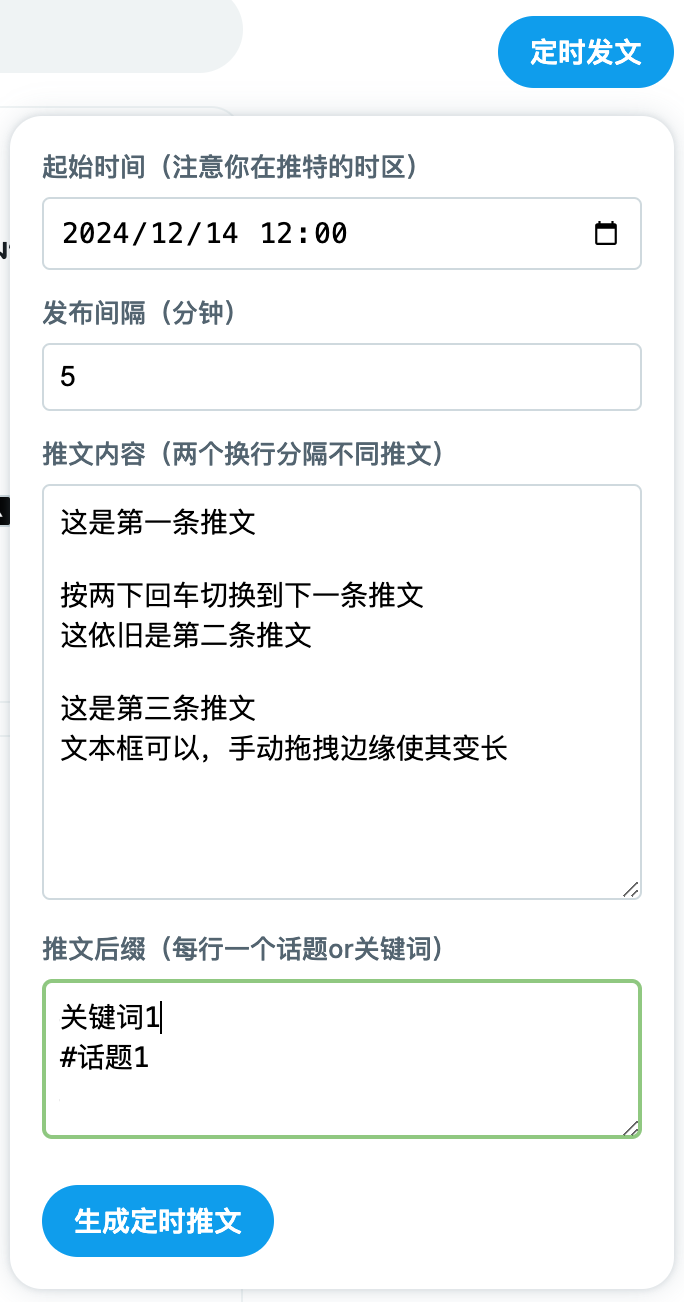 定时发文
起始时间（注意你在推特的时区）
2024/12/14 12:00
发布间隔（分钟）
5
推文内容（两个换行分隔不同推文）
这是第一条推文
按两下回车切换到下一条推文
这依旧是第二条推文
这是第三条推文
文本框可以，手动拖拽边缘使其变长
推文后缀（每行一个话题or关键词）
关键词1
#话题1
生成定时推文